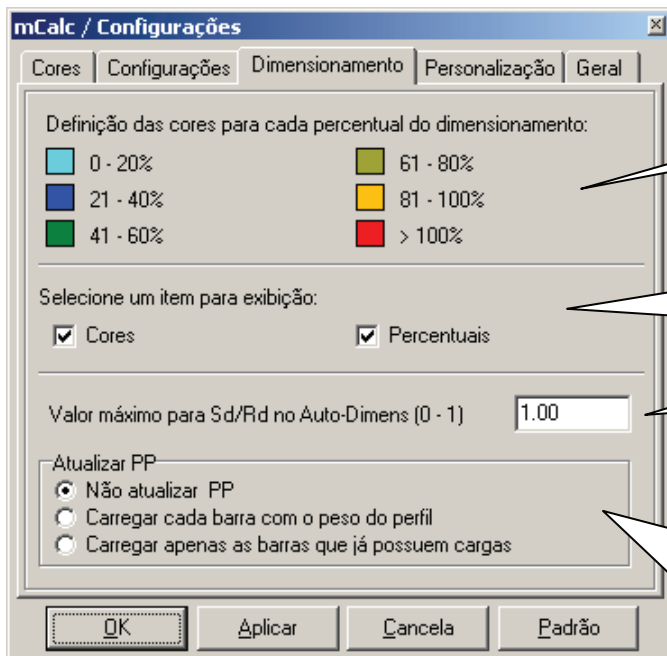 mCalc / Configurações
Cores Configurações Dimensionamento Personalização Geral
Definição das cores para cada percentual do dimensionamento:
0 - 20% 61 - 80%
21 - 40% 81 - 100%
41 - 60% > 100%
Selecione um item para exibição:
Cores Percentuais
Valor máximo para Sd/Rd no Auto-Dimens (0 - 1) 1.00
Atualizar PP
Não atualizar PP
Carregar cada barra com o peso do perfil
Carregar apenas as barras que já possuem cargas
OK Aplicar Cancela Padrão